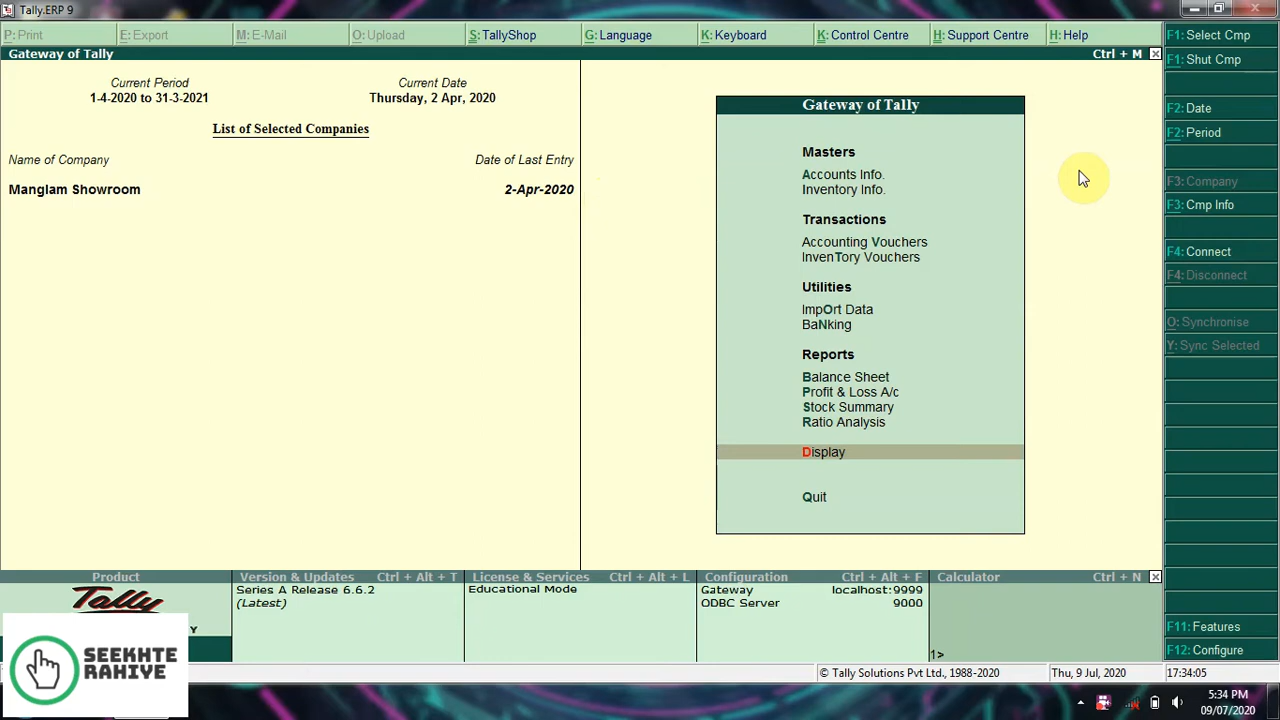 Tally.ERP 9
P: Print
E: Export
M: E-Mail
O: Upload
S: TallyShop
G: Language
K: Keyboard
K: Control Centre
H: Support Centre
H: Help
Gateway of Tally
Ctrl + M
Current Period
1-4-2020 to 31-3-2021
Current Date
Thursday, 2 Apr, 2020
List of Selected Companies
Name of Company
Date of Last Entry
Manglam Showroom
2-Apr-2020
Gateway of Tally
Masters
Accounts Info.
Inventory Info.
Transactions
Accounting Vouchers
InvenTory Vouchers
Utilities
ImpOrt Data
BaNking
Reports
Balance Sheet
Profit & Loss A/c
Stock Summary
Ratio Analysis
Display
Quit
F1: Select Cmp
F1: Shut Cmp
F2: Date
F2: Period
F3: Company
F3: Cmp Info
F4: Connect
F4: Disconnect
O: Synchronise
Y: Sync Selected
F11: Features
F12: Configure
Product
Tally
Y
Version & Updates
Ctrl + Alt + T
Series A Release 6.6.2
(Latest)
License & Services
Ctrl + Alt + L
Educational Mode
Configuration
Ctrl + Alt + F
Gateway
localhost:9999
ODBC Server
9000
Calculator
Ctrl + N
1>
SEEKHTE
RAHIYE
© Tally Solutions Pvt Ltd., 1988-2020
Thu, 9 Jul, 2020
17:34:05
5:34 PM
09/07/2020